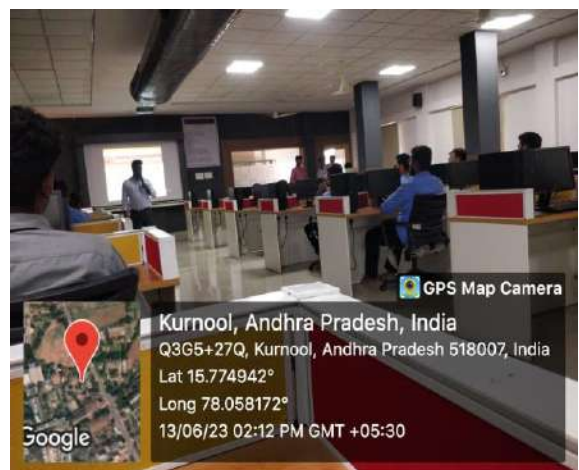 GPS Map Camera
Kurnool, Andhra Pradesh, India
Q3G5+27Q, Kurnool, Andhra Pradesh 518007, India
Lat 15.774942°
Long 78.058172°
13/06/23 02:12 PM GMT +05:30
Google